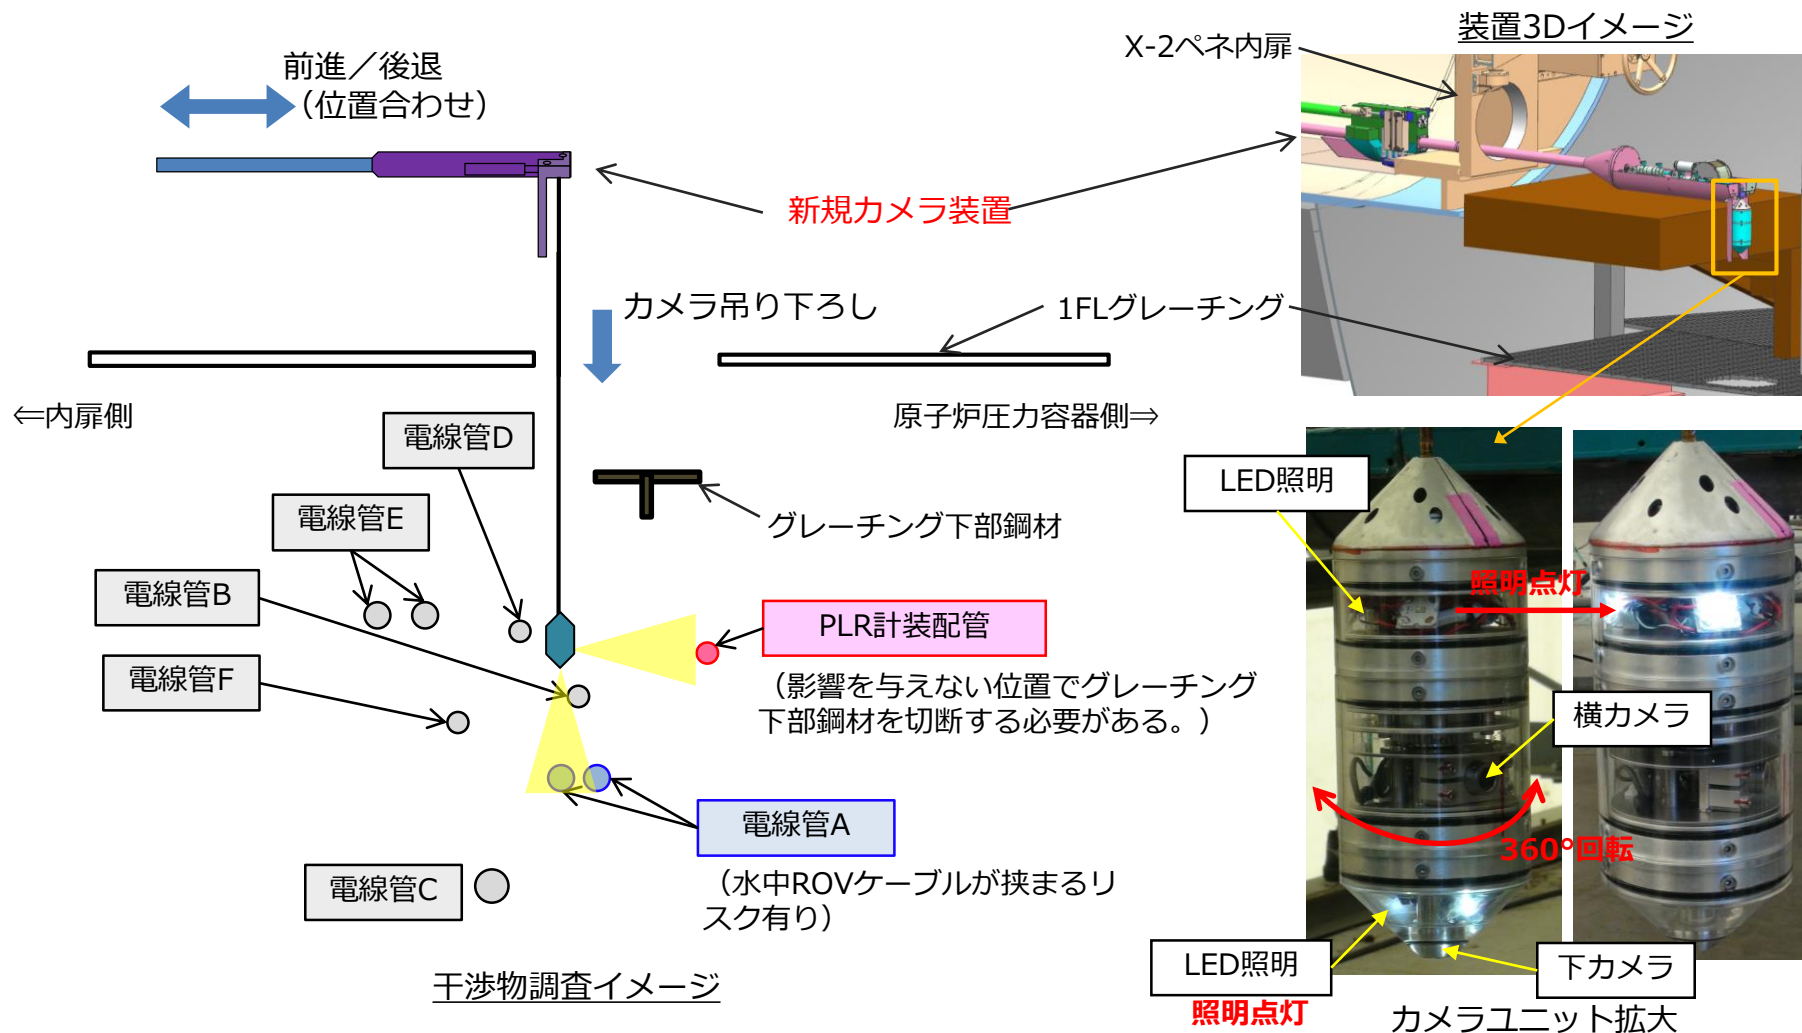 装置3Dイメージ
X-2ペネ内扉
前進／後退
（位置合わせ）
新規カメラ装置
カメラ吊り下ろし
1FLグレーチング
⇐内扉側
原子炉圧力容器側⇒
電線管D
LED照明
電線管E
グレーチング下部鋼材
照明点灯
電線管B
PLR計装配管
電線管F
（影響を与えない位置でグレーチング
下部鋼材を切断する必要がある。）
横カメラ
電線管A
360°回転
電線管C
（水中ROVケーブルが挟まるリ
スク有り）
LED照明
下カメラ
干渉物調査イメージ
照明点灯
カメラユニット拡大